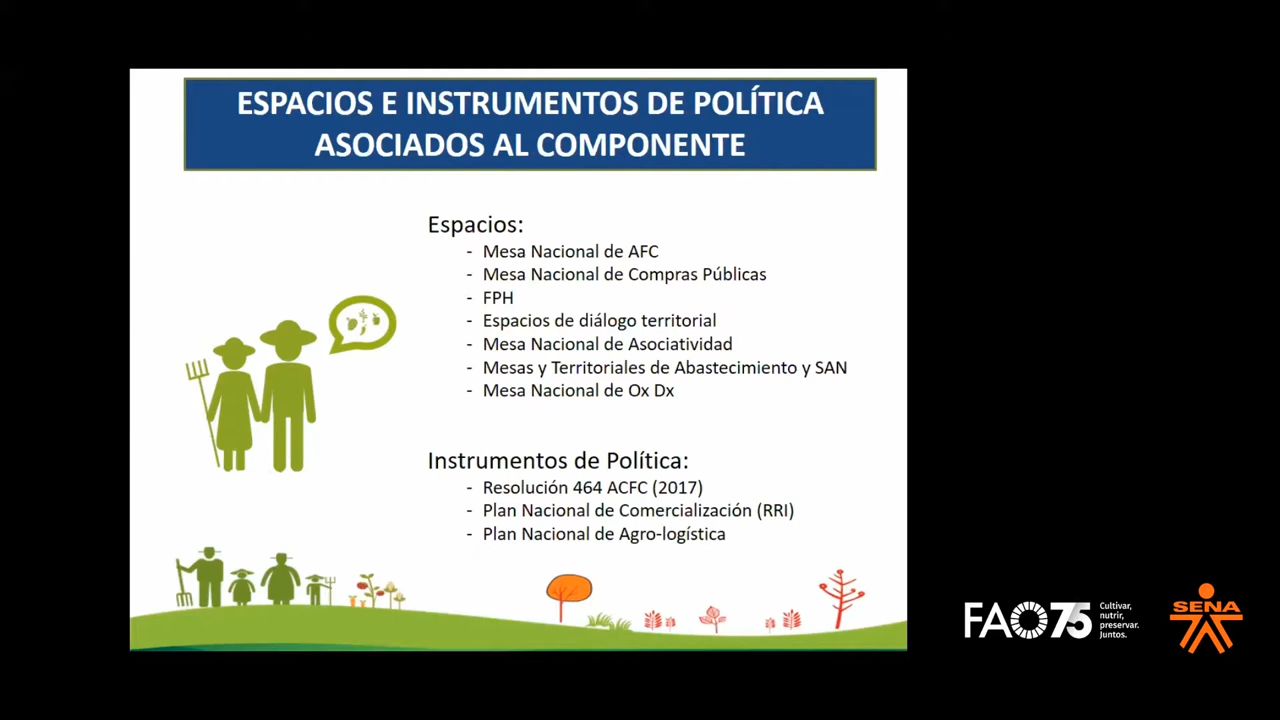 ESPACIOS E INSTRUMENTOS DE POLÍTICA
ASOCIADOS AL COMPONENTE
Espacios:
- Mesa Nacional de AFC
- Mesa Nacional de Compras Públicas
- FPH
- Espacios de diálogo territorial
- Mesa Nacional de Asociatividad
- Mesas y Territoriales de Abastecimiento y SAN
- Mesa Nacional de Ox Dx
Instrumentos de Política:
- Resolución 464 ACFC (2017)
- Plan Nacional de Comercialización (RRI)
- Plan Nacional de Agro-logística
FAO75
Cultivar,
nutrir,
preservar.
Juntos.
SENA